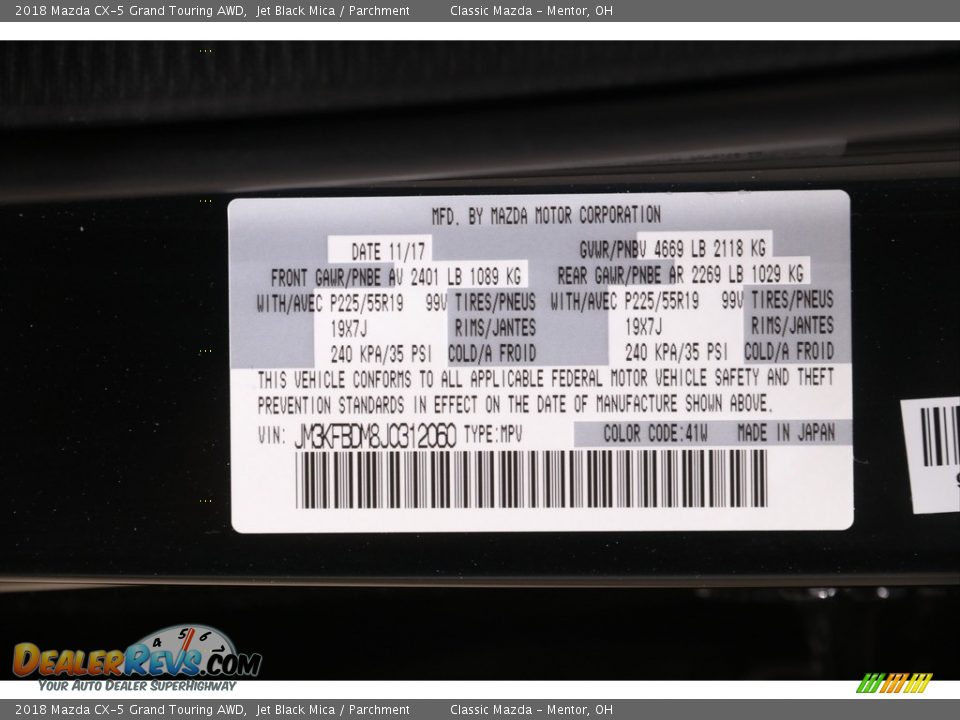 2018 Mazda CX-5 Grand Touring AWD, Jet Black Mica / Parchment Classic Mazda - Mentor, OH
MFD. BY MAZDA MOTOR CORPORATION
DATE 11/17 GVWR/PNBV 4669 LB 2118 KG
FRONT GAWR/PNBE AV 2401 LB 1089 KG REAR GAWR/PNBE AR 2269 LB 1029 KG
WITH/AVEC P225/55R19 99V TIRES/PNEUS WITH/AVEC P225/55R19 99V TIRES/PNEUS
19X7J RIMS/JANTES 19X7J RIMS/JANTES
240 KPA/35 PSI COLD/A FROID 240 KPA/35 PSI COLD/A FROID
THIS VEHICLE CONFORMS TO ALL APPLICABLE FEDERAL MOTOR VEHICLE SAFETY AND THEFT
PREVENTION STANDARDS IN EFFECT ON THE DATE OF MANUFACTURE SHOWN ABOVE.
VIN: JM3KFBDM8J0312060 TYPE:MPV COLOR CODE:41W MADE IN JAPAN
4 5 6
DEALERREVS.COM
YOUR AUTO DEALER SUPERHIGHWAY
2018 Mazda CX-5 Grand Touring AWD, Jet Black Mica / Parchment Classic Mazda - Mentor, OH